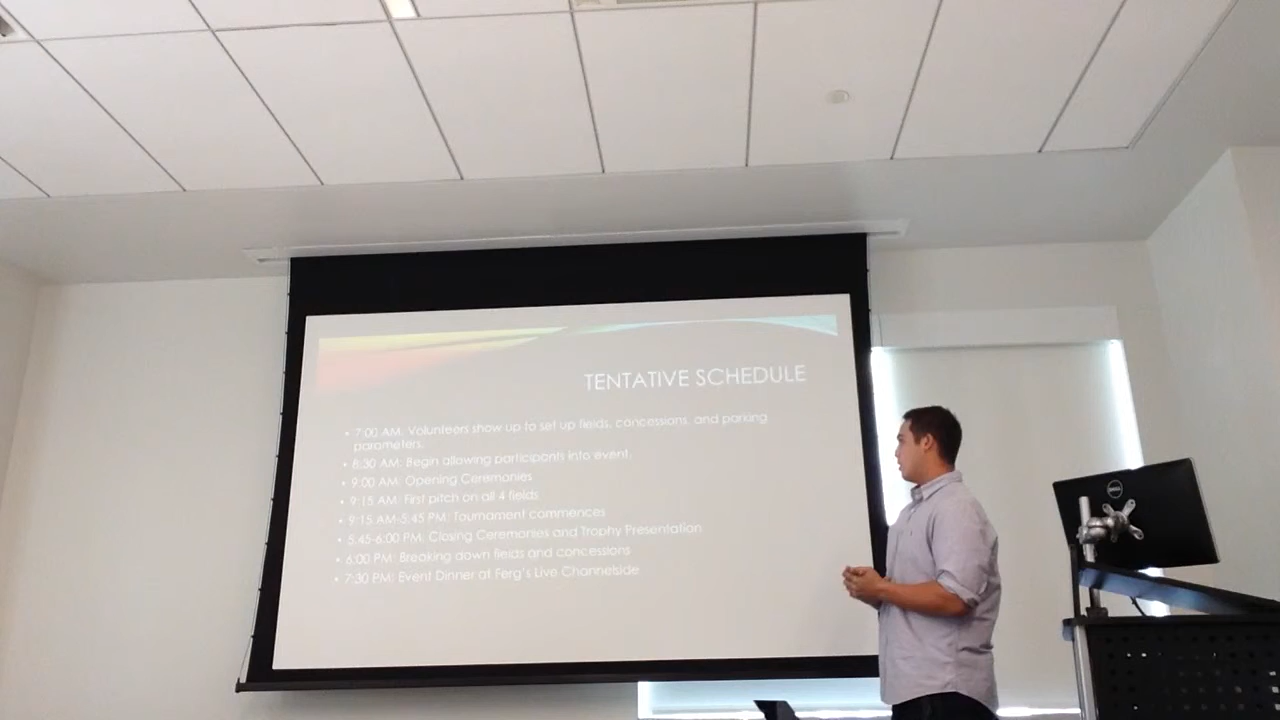 TENTATIVE SCHEDULE
• 7:00 AM: Volunteers show up to set up fields, concessions, and parking
parameters.
• 8:30 AM: Begin allowing participants into event.
• 9:00 AM: Opening Ceremonies
• 9:15 AM: First pitch on all 4 fields
• 9:15 AM-5:45 PM: Tournament commences
• 5:45-6:00 PM: Closing Ceremonies and Trophy Presentation
• 6:00 PM: Breaking down fields and concessions
• 7:30 PM: Event Dinner at Ferg's Live Channelside
DELL